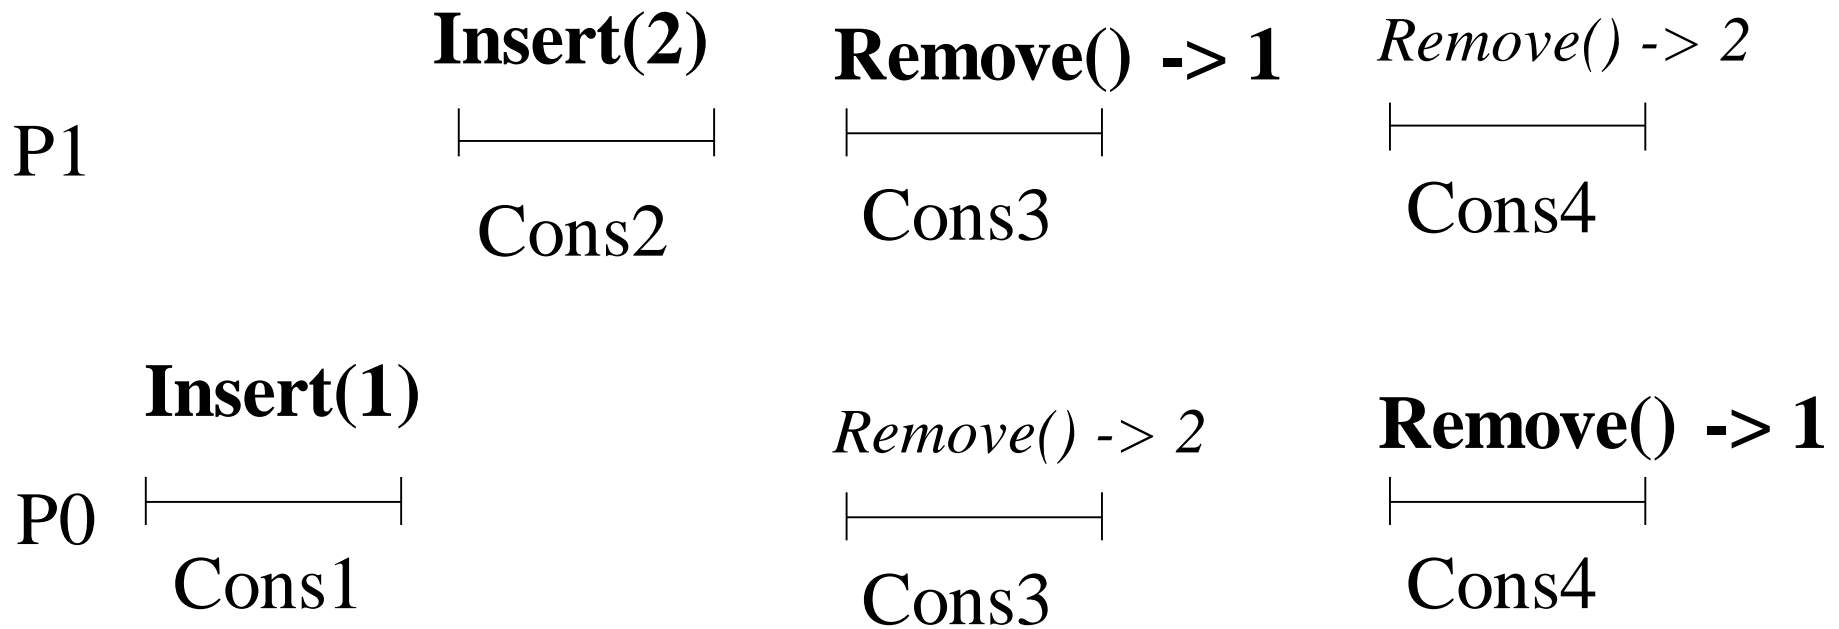 Insert(2) Remove() -> 1 Remove() -> 2
P1
Cons2 Cons3 Cons4
Insert(1) Remove() -> 2 Remove() -> 1
P0
Cons1 Cons3 Cons4